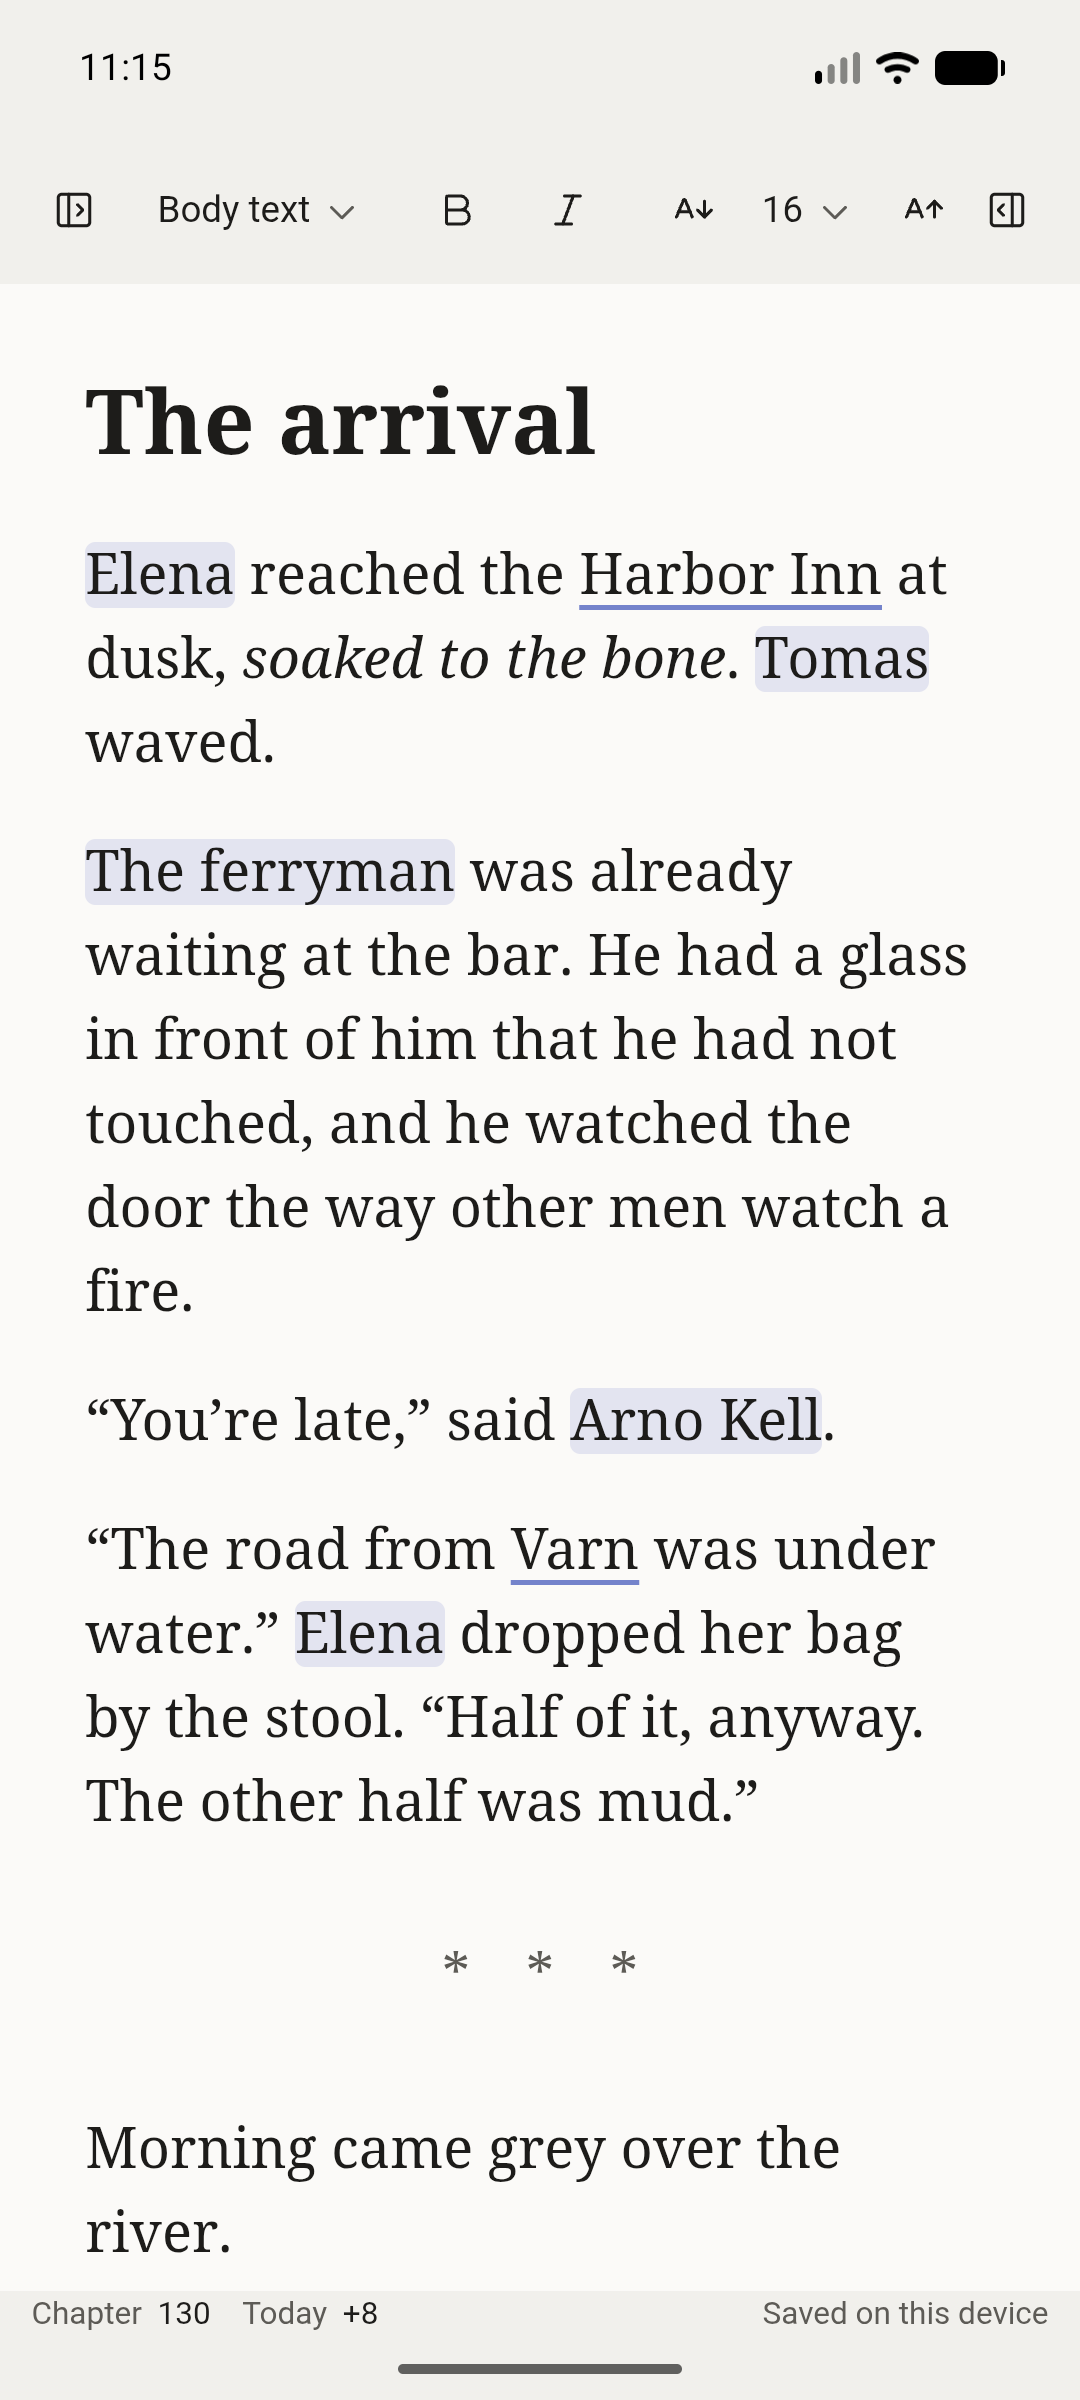 11:15
Body text B I A↓ 16 A↑
The arrival
Elena reached the Harbor Inn at
dusk, soaked to the bone. Tomas
waved.
The ferryman was already
waiting at the bar. He had a glass
in front of him that he had not
touched, and he watched the
door the way other men watch a
fire.
“You’re late,” said Arno Kell.
“The road from Varn was under
water.” Elena dropped her bag
by the stool. “Half of it, anyway.
The other half was mud.”
* * *
Morning came grey over the
river.
Chapter 130 Today +8 Saved on this device